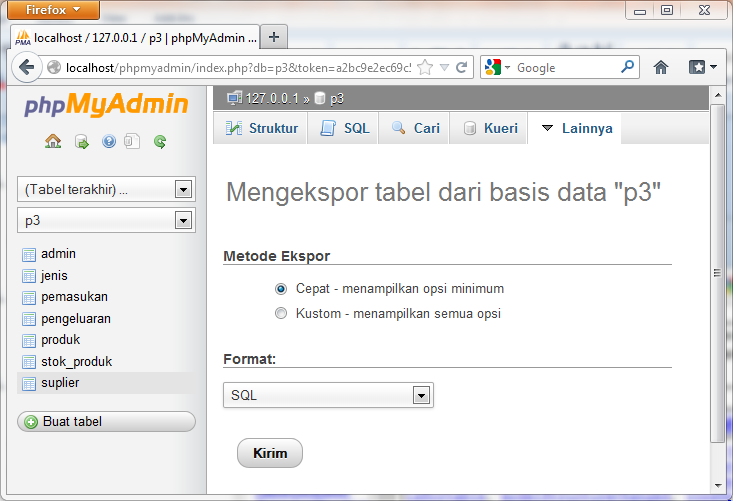 Firefox
PMA
localhost / 127.0.0.1 / p3 | phpMyAdmin ...
localhost/phpmyadmin/index.php?db=p3&token=a2bc9e2ec69c
Google
phpMyAdmin
(Tabel terakhir) ...
p3
admin
jenis
pemasukan
pengeluaran
produk
stok_produk
suplier
Buat tabel
127.0.0.1 » p3
Struktur
SQL
Cari
Kueri
Lainnya
Mengekspor tabel dari basis data "p3"
Metode Ekspor
Cepat - menampilkan opsi minimum
Kustom - menampilkan semua opsi
Format:
SQL
Kirim